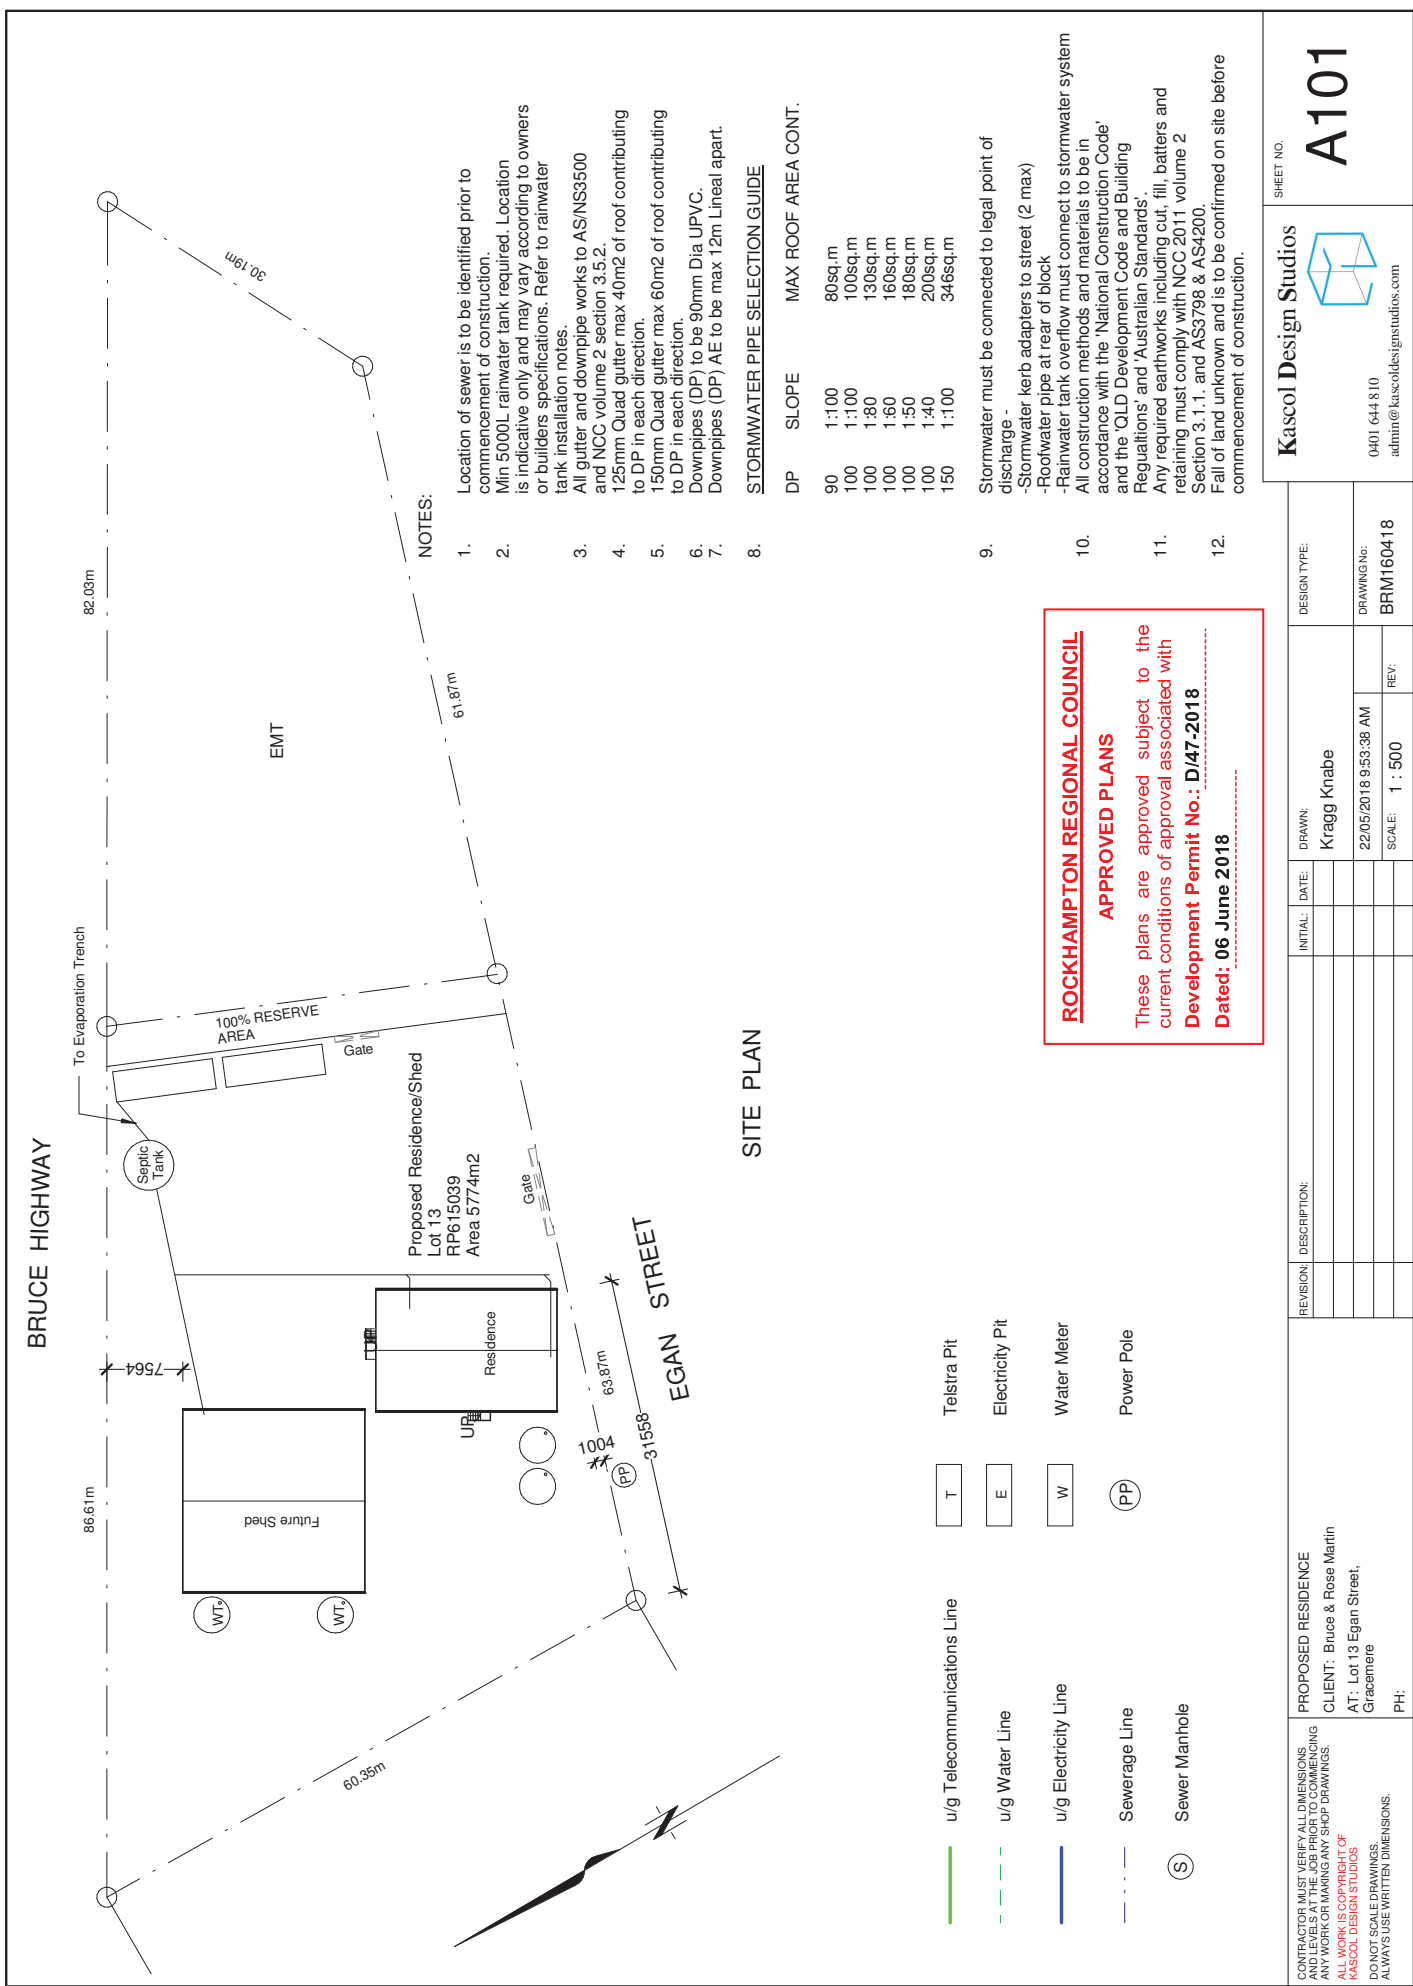 BRUCE HIGHWAY
86.61m
82.03m
30.19m
61.87m
63.87m
60.35m
7564
1004
31558
To Evaporation Trench
EMT
100% RESERVE
AREA
Gate
Septic
Tank
Proposed Residence/Shed
Lot 13
RP615039
Area 5774m2
Gate
Future Shed
WT
WT
Residence
UP
PP
EGAN STREET
SITE PLAN
NOTES:
1. Location of sewer is to be identified prior to
commencement of construction.
2. Min 5000L rainwater tank required. Location
is indicative only and may vary according to owners
or builders specifications. Refer to rainwater
tank installation notes.
3. All gutter and downpipe works to AS/NS3500
and NCC volume 2 section 3.5.2.
4. 125mm Quad gutter max 40m2 of roof contributing
to DP in each direction.
5. 150mm Quad gutter max 60m2 of roof contributing
to DP in each direction.
6. Downpipes (DP) to be 90mm Dia UPVC.
7. Downpipes (DP) AE to be max 12m Lineal apart.
8. STORMWATER PIPE SELECTION GUIDE
DP SLOPE MAX ROOF AREA CONT.
90 1:100 80sq.m
100 1:100 100sq.m
100 1:80 130sq.m
100 1:60 160sq.m
100 1:50 180sq.m
100 1:40 200sq.m
150 1:100 346sq.m
9. Stormwater must be connected to legal point of
discharge -
-Stormwater kerb adapters to street (2 max)
-Roofwater pipe at rear of block
-Rainwater tank overflow must connect to stormwater system
10. All construction methods and materials to be in
accordance with the 'National Construction Code'
and the 'QLD Development Code and Building
Regualtions' and 'Australian Standards'.
11. Any required earthworks including cut, fill, batters and
retaining must comply with NCC 2011 volume 2
Section 3.1.1. and AS3798 & AS4200.
12. Fall of land unknown and is to be confirmed on site before
commencement of construction.
u/g Telecommunications Line
u/g Water Line
u/g Electricity Line
Sewerage Line
S Sewer Manhole
T Telstra Pit
E Electricity Pit
W Water Meter
PP Power Pole
ROCKHAMPTON REGIONAL COUNCIL
APPROVED PLANS
These plans are approved subject to the
current conditions of approval associated with
Development Permit No.: D/47-2018
Dated: 06 June 2018
CONTRACTOR MUST VERIFY ALL DIMENSIONS
AND LEVELS AT THE JOB PRIOR TO COMMENCING
ANY WORK OR MAKING ANY SHOP DRAWINGS.
ALL WORK IS COPYRIGHT OF
KASCOL DESIGN STUDIOS
DO NOT SCALE DRAWINGS.
ALWAYS USE WRITTEN DIMENSIONS.
PROPOSED RESIDENCE
CLIENT: Bruce & Rose Martin
AT: Lot 13 Egan Street,
Gracemere
PH:
REVISION: DESCRIPTION: INITIAL: DATE:
DRAWN:
Kragg Knabe
22/05/2018 9:53:38 AM
SCALE: 1 : 500
REV:
DESIGN TYPE:
DRAWING No:
BRM160418
Kascol Design Studios
0401 644 810
admin@kascoldesignstudios.com
SHEET NO.
A101